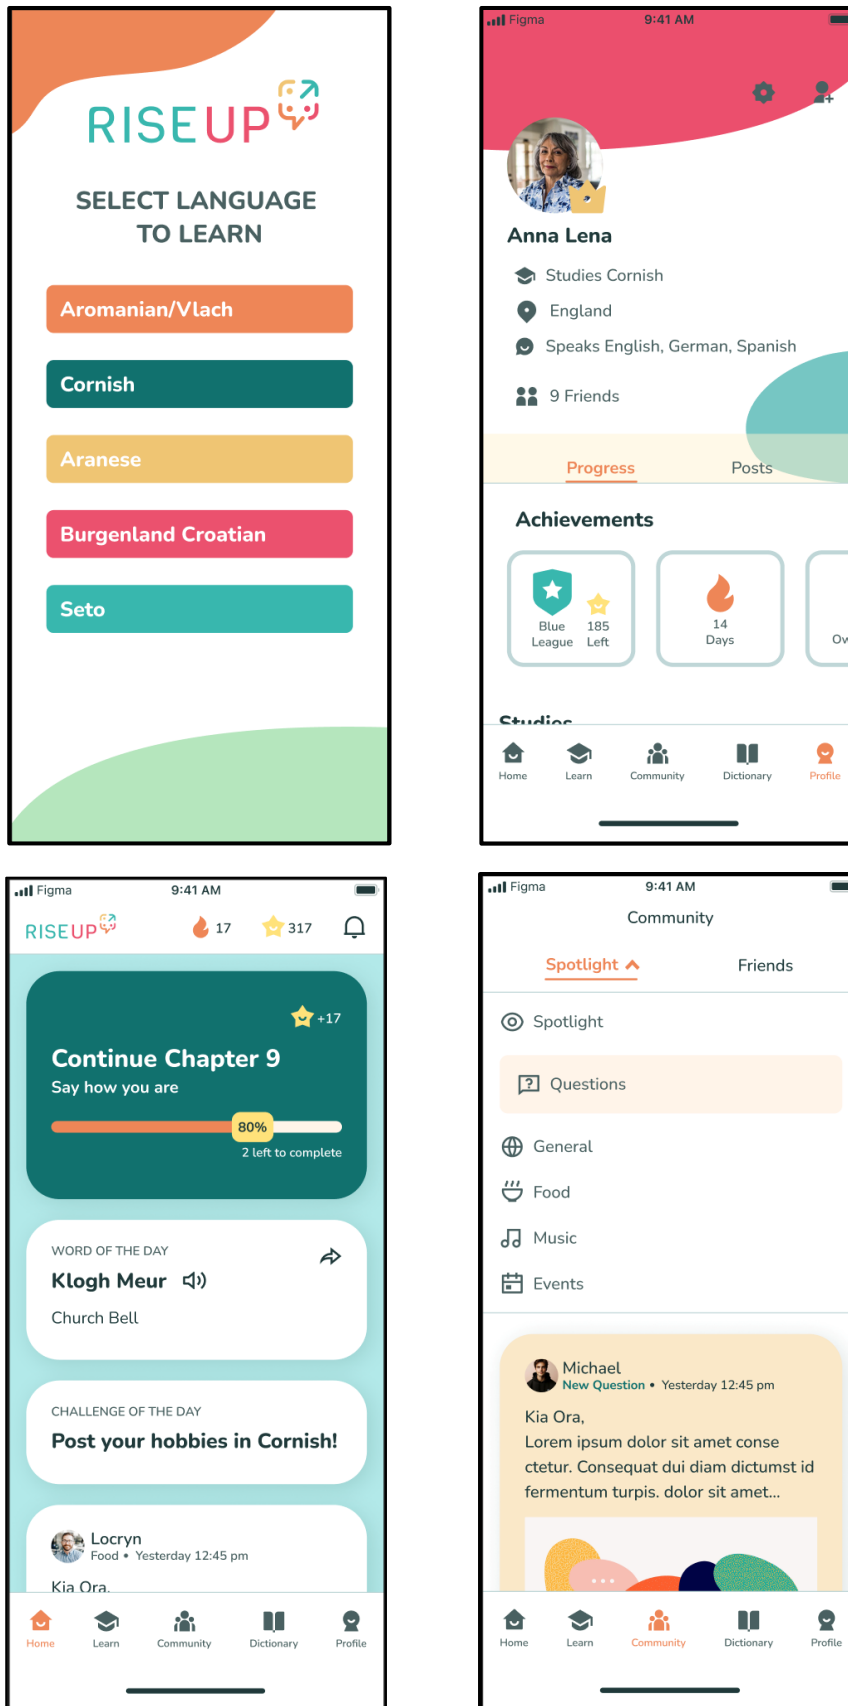 RISEUP
SELECT LANGUAGE
TO LEARN
Aromanian/Vlach
Cornish
Aranese
Burgenland Croatian
Seto
Figma
9:41 AM
Anna Lena
Studies Cornish
England
Speaks English, German, Spanish
9 Friends
Progress
Posts
Achievements
Blue
League
185
Left
14
Days
Ow
Studies
Home
Learn
Community
Dictionary
Profile
Figma
9:41 AM
RISEUP
17
317
+17
Continue Chapter 9
Say how you are
80%
2 left to complete
WORD OF THE DAY
Klogh Meur
Church Bell
CHALLENGE OF THE DAY
Post your hobbies in Cornish!
Locryn
Food • Yesterday 12:45 pm
Kia Ora,
Home
Learn
Community
Dictionary
Profile
Figma
9:41 AM
Community
Spotlight
Friends
Spotlight
Questions
General
Food
Music
Events
Michael
New Question • Yesterday 12:45 pm
Kia Ora,
Lorem ipsum dolor sit amet conse
ctetur. Consequat dui diam dictumst id
fermentum turpis. dolor sit amet...
Home
Learn
Community
Dictionary
Profile